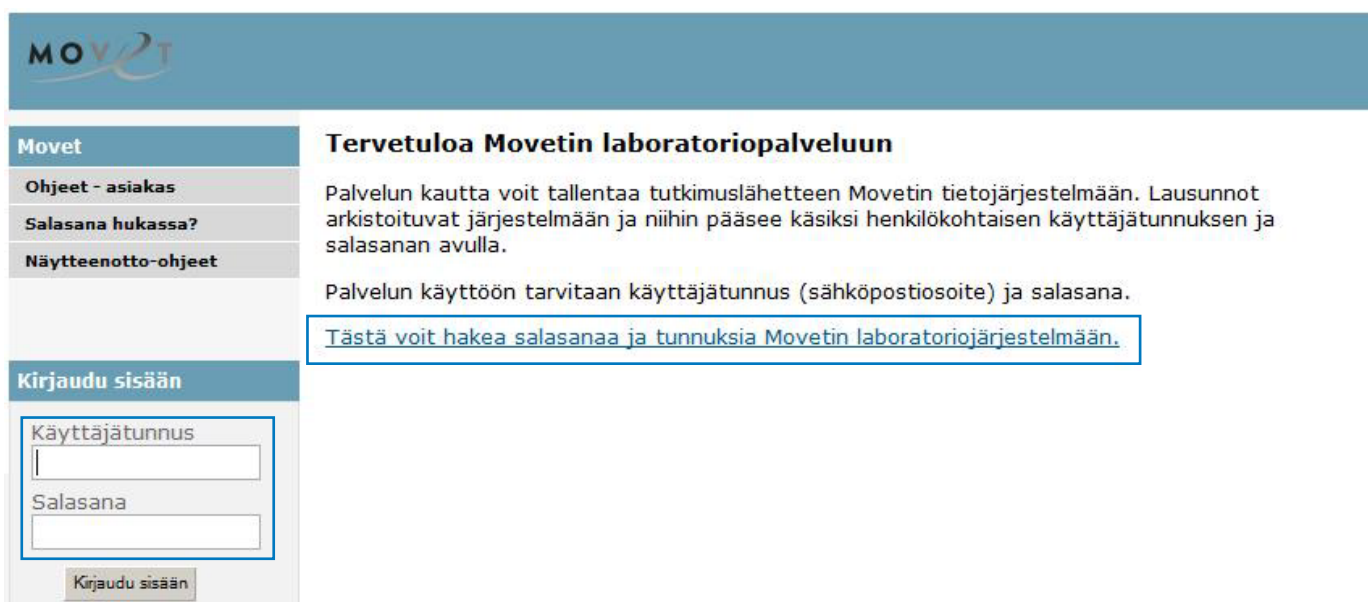 MOVET
Movet
Ohjeet - asiakas
Salasana hukassa?
Näytteenotto-ohjeet
Kirjaudu sisään
Käyttäjätunnus
Salasana
Kirjaudu sisään
Tervetuloa Movetin laboratoriopalveluun
Palvelun kautta voit tallentaa tutkimuslähetteen Movetin tietojärjestelmään. Lausunnot
arkistoituvat järjestelmään ja niihin pääsee käsiksi henkilökohtaisen käyttäjätunnuksen ja
salasanan avulla.
Palvelun käyttöön tarvitaan käyttäjätunnus (sähköpostiosoite) ja salasana.
Tästä voit hakea salasanaa ja tunnuksia Movetin laboratoriojärjestelmään.